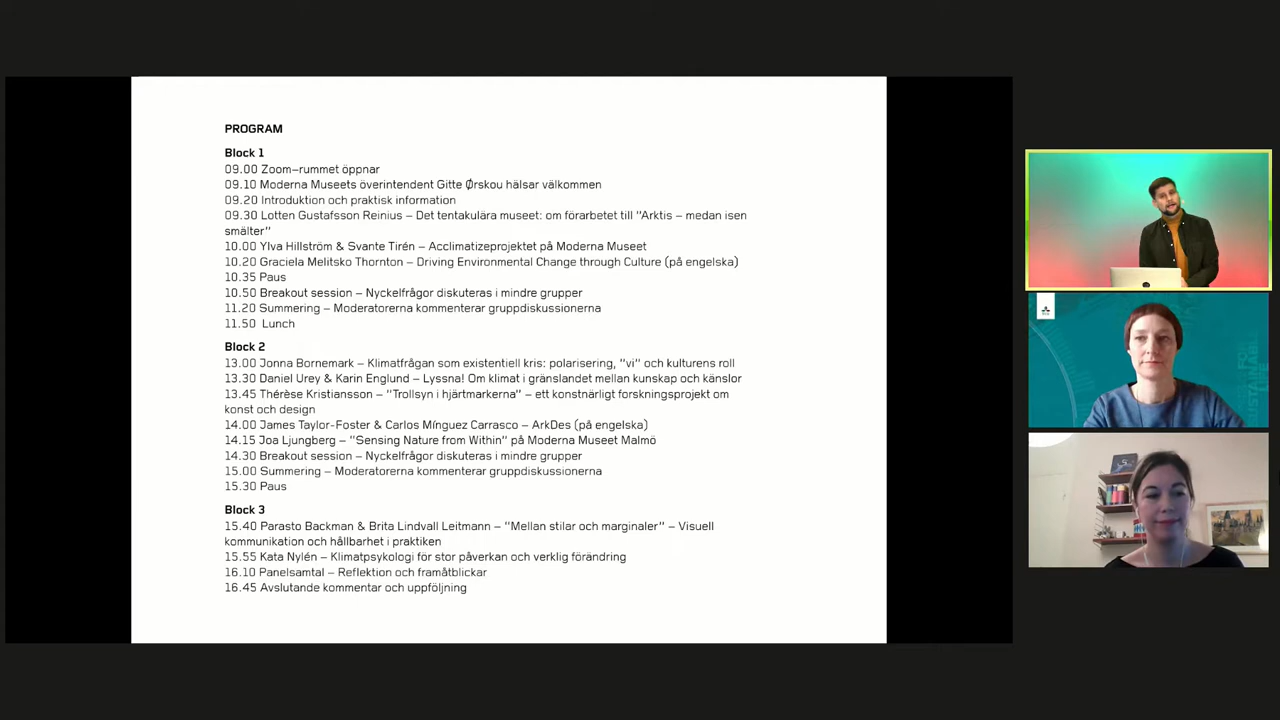 PROGRAM
Block 1
09.00 Zoom–rummet öppnar
09.10 Moderna Museets överintendent Gitte Ørskou hälsar välkommen
09.20 Introduktion och praktisk information
09.30 Lotten Gustafsson Reinius – Det tentakulära museet: om förarbetet till "Arktis – medan isen
smälter"
10.00 Ylva Hillström & Svante Tirén – Acclimatizeprojektet på Moderna Museet
10.20 Graciela Melitsko Thornton – Driving Environmental Change through Culture (på engelska)
10.35 Paus
10.50 Breakout session – Nyckelfrågor diskuteras i mindre grupper
11.20 Summering – Moderatorerna kommenterar gruppdiskussionerna
11.50 Lunch
Block 2
13.00 Jonna Bornemark – Klimatfrågan som existentiell kris: polarisering, "vi" och kulturens roll
13.30 Daniel Urey & Karin Englund – Lyssna! Om klimat i gränslandet mellan kunskap och känslor
13.45 Thérèse Kristiansson – "Trollsyn i hjärtmarkerna" – ett konstnärligt forskningsprojekt om
konst och design
14.00 James Taylor-Foster & Carlos Mínguez Carrasco – ArkDes (på engelska)
14.15 Joa Ljungberg – "Sensing Nature from Within" på Moderna Museet Malmö
14.30 Breakout session – Nyckelfrågor diskuteras i mindre grupper
15.00 Summering – Moderatorerna kommenterar gruppdiskussionerna
15.30 Paus
Block 3
15.40 Parasto Backman & Brita Lindvall Leitmann – "Mellan stilar och marginaler" – Visuell
kommunikation och hållbarhet i praktiken
15.55 Kata Nylén – Klimatpsykologi för stor påverkan och verklig förändring
16.10 Panelsamtal – Reflektion och framåtblickar
16.45 Avslutande kommentar och uppföljning